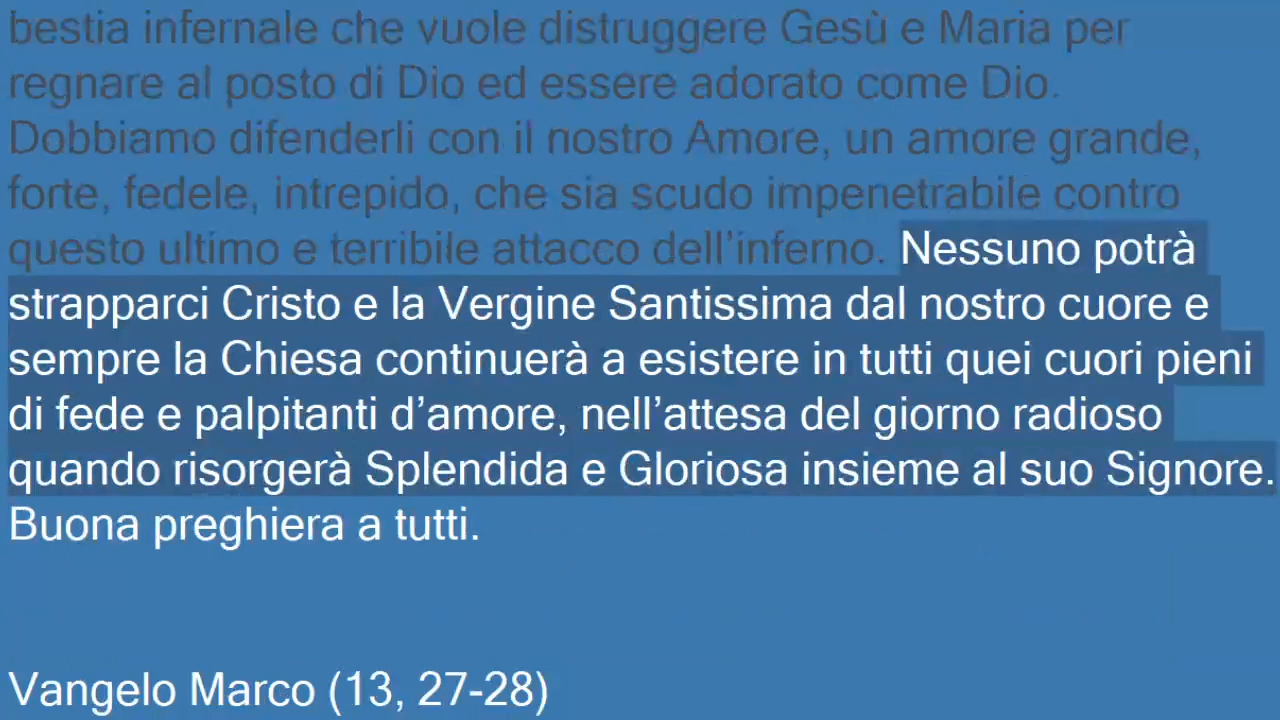 bestia infernale che vuole distruggere Gesù e Maria per
regnare al posto di Dio ed essere adorato come Dio.
Dobbiamo difenderli con il nostro Amore, un amore grande,
forte, fedele, intrepido, che sia scudo impenetrabile contro
questo ultimo e terribile attacco dell’inferno. Nessuno potrà
strapparci Cristo e la Vergine Santissima dal nostro cuore e
sempre la Chiesa continuerà a esistere in tutti quei cuori pieni
di fede e palpitanti d’amore, nell’attesa del giorno radioso
quando risorgerà Splendida e Gloriosa insieme al suo Signore.
Buona preghiera a tutti.
Vangelo Marco (13, 27-28)